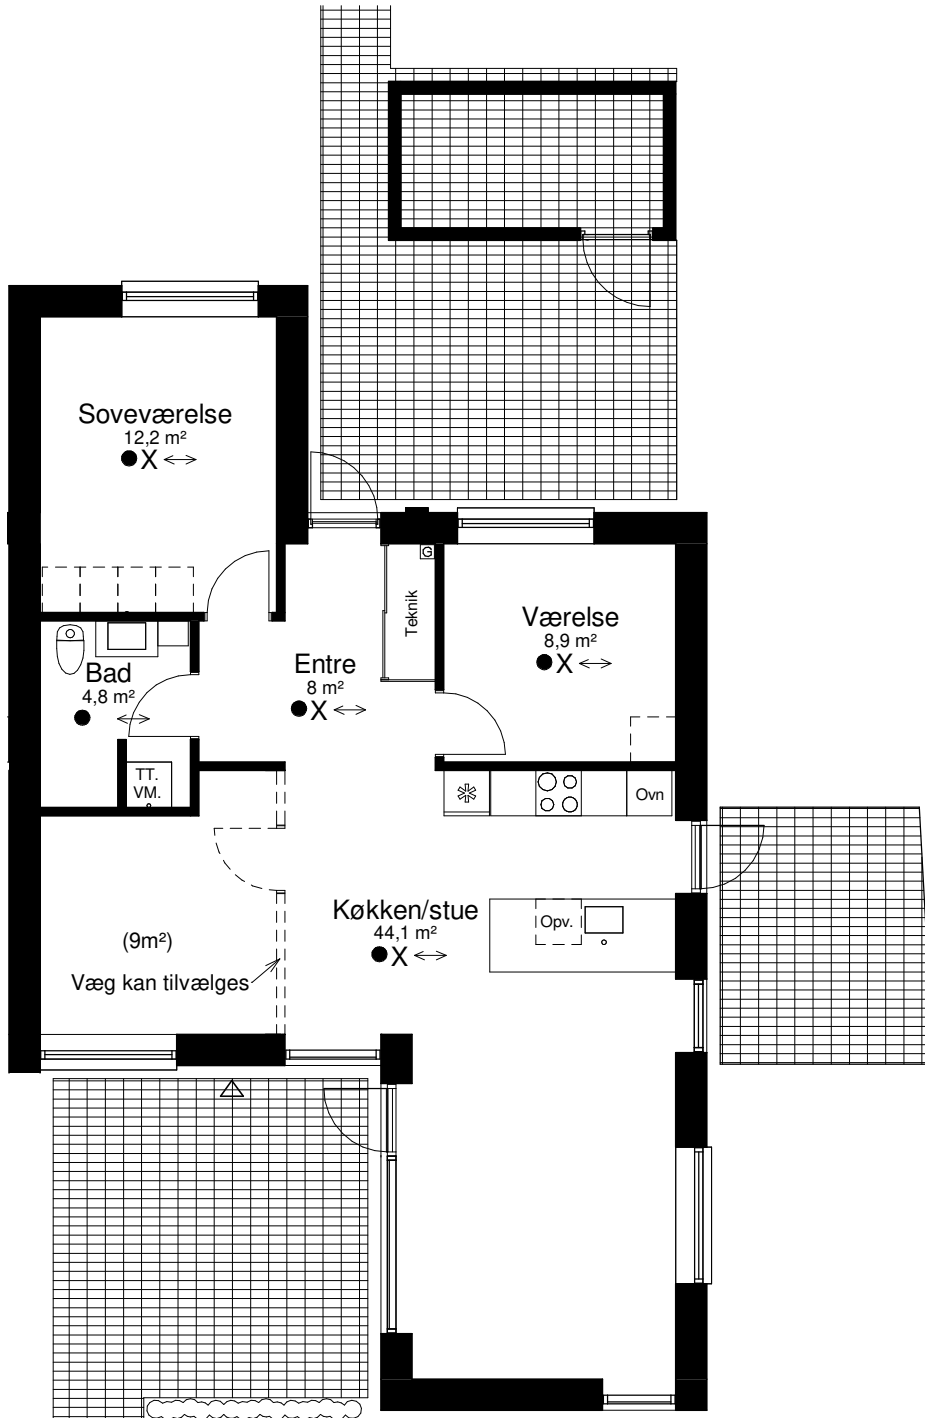 Soveværelse
12,2 m²
X
G
Teknik
Værelse
8,9 m²
X
Entre
8 m²
X
Bad
4,8 m²
TT.
VM.
Ovn
Køkken/stue
44,1 m²
X
Opv.
(9m²)
Væg kan tilvælges